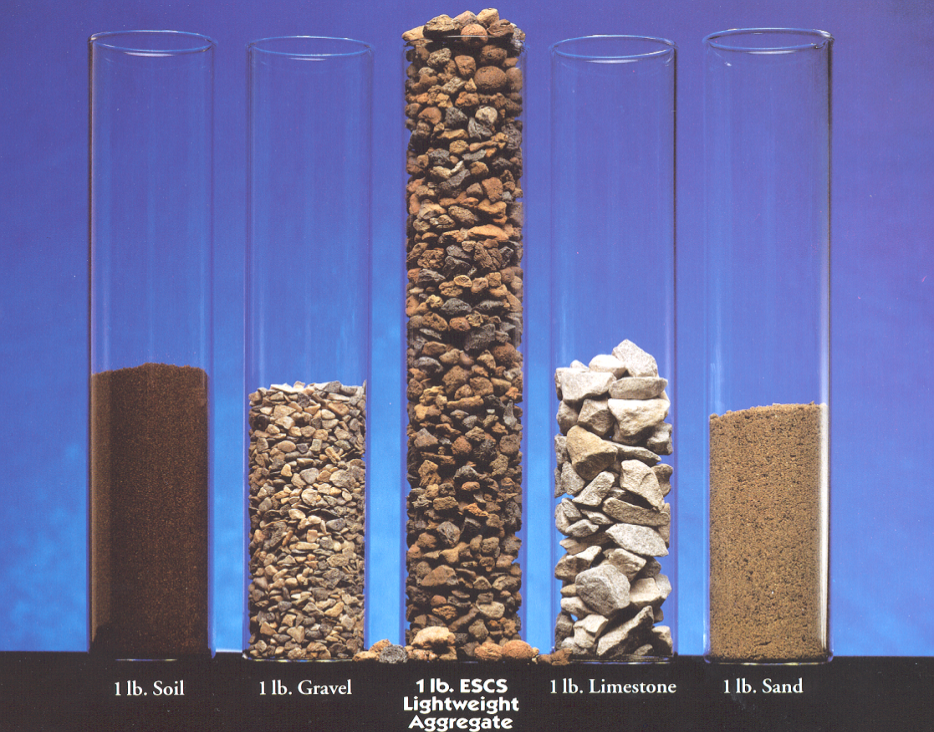 1 lb. Soil
1 lb. Gravel
1 lb. ESCS
Lightweight
Aggregate
1 lb. Limestone
1 lb. Sand